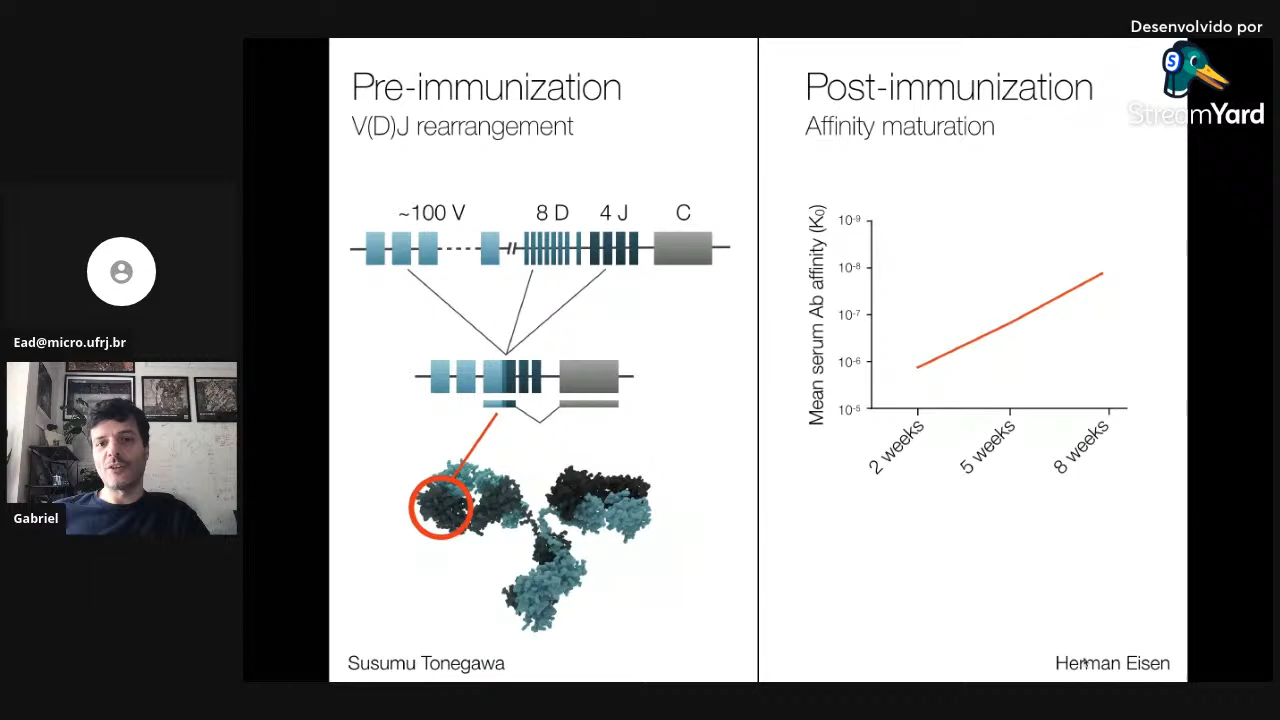 Desenvolvido por
StreamYard
Pre-immunization
V(D)J rearrangement
~100 V
8 D
4 J
C
Susumu Tonegawa
Post-immunization
Affinity maturation
Mean serum Ab affinity (K₀)
10⁻⁹
10⁻⁸
10⁻⁷
10⁻⁶
10⁻⁵
2 weeks
5 weeks
8 weeks
Herman Eisen
Ead@micro.ufrj.br
Gabriel